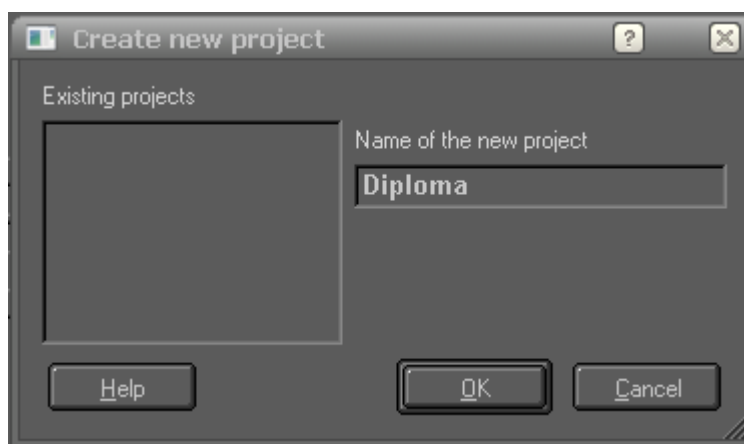 Create new project
Existing projects
Name of the new project
Diploma
Help
OK
Cancel